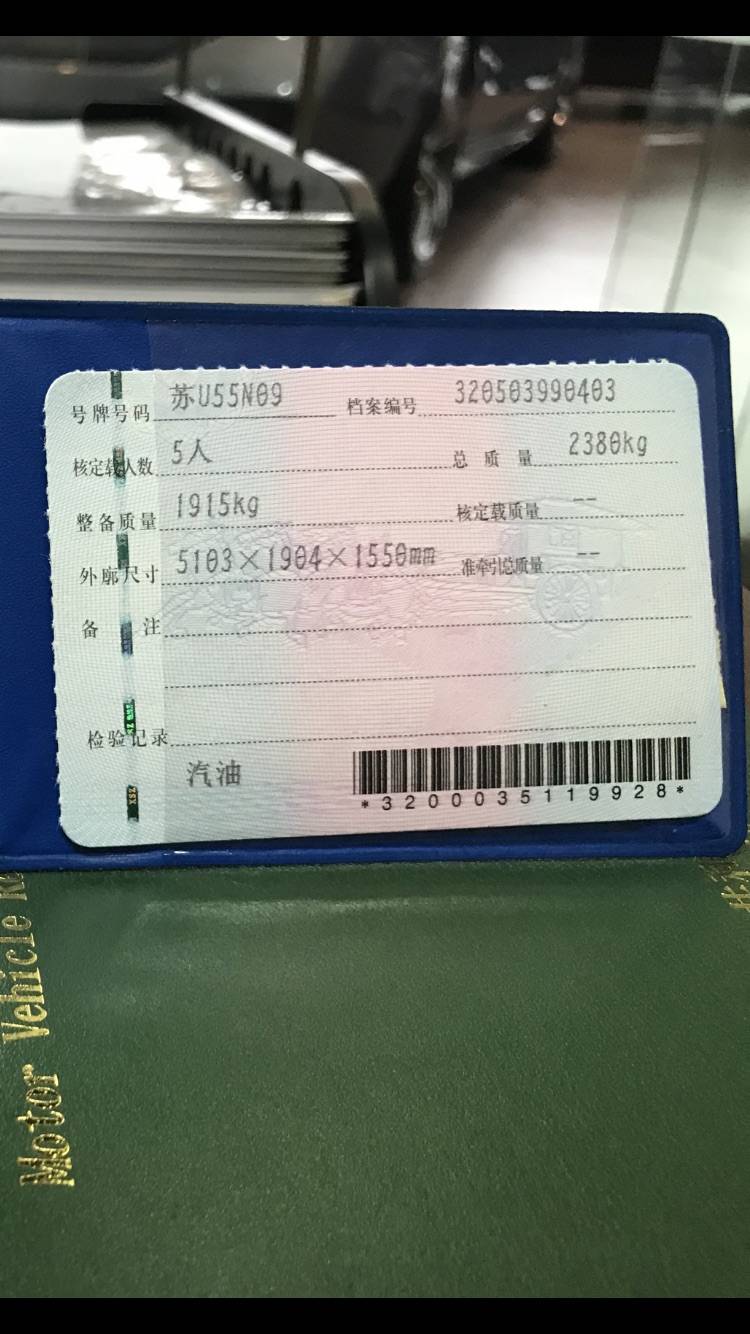 号牌号码 苏U55N09 档案编号 320503990403
核定载人数 5人 总质量 2380kg
整备质量 1915kg 核定载质量 --
外廓尺寸 5103×1904×1550mm 准牵引总质量 --
备注
检验记录
汽油
*3200035119928*
Motor Vehicle